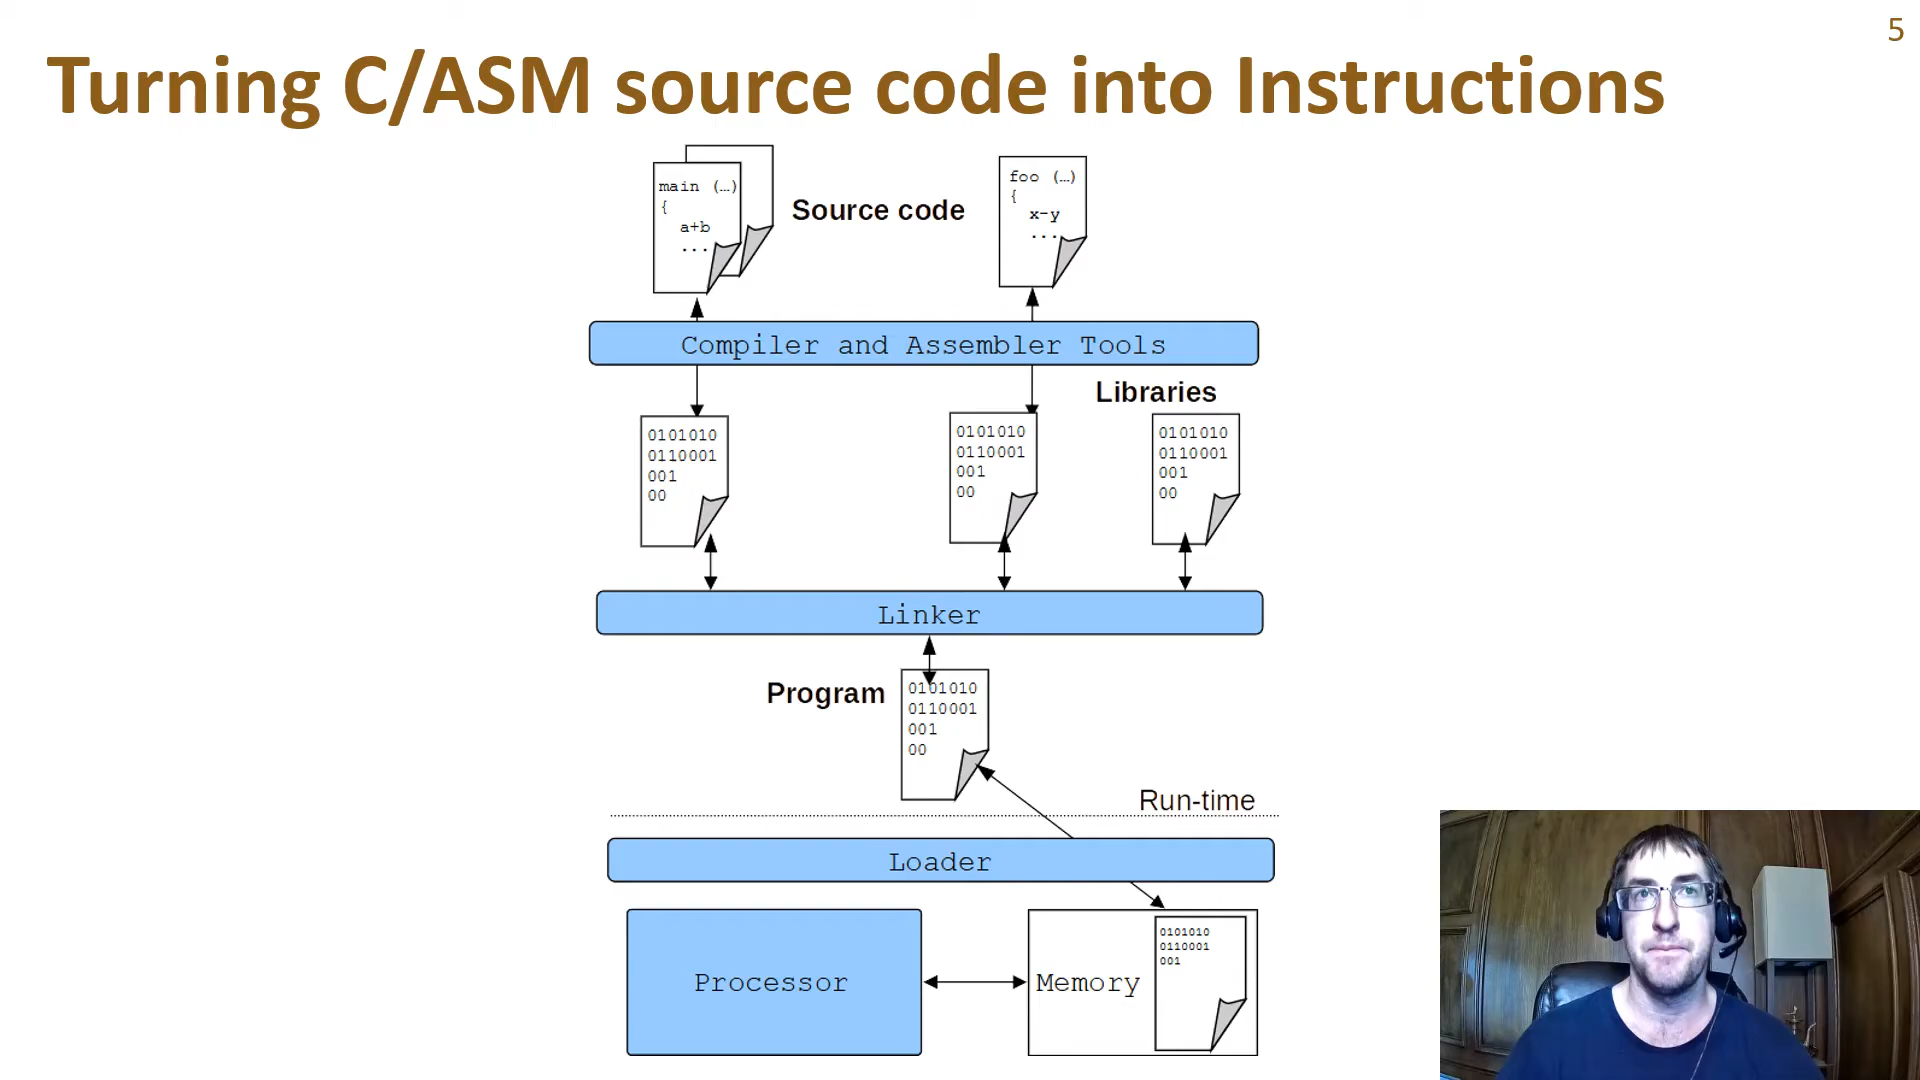 5
Turning C/ASM source code into Instructions
main (…)
{
a+b
...
Source code
foo (…)
{
x-y
...
Compiler and Assembler Tools
Libraries
0101010
0110001
001
00
0101010
0110001
001
00
0101010
0110001
001
00
Linker
Program
0101010
0110001
001
00
Run-time
Loader
Processor
Memory
0101010
0110001
001